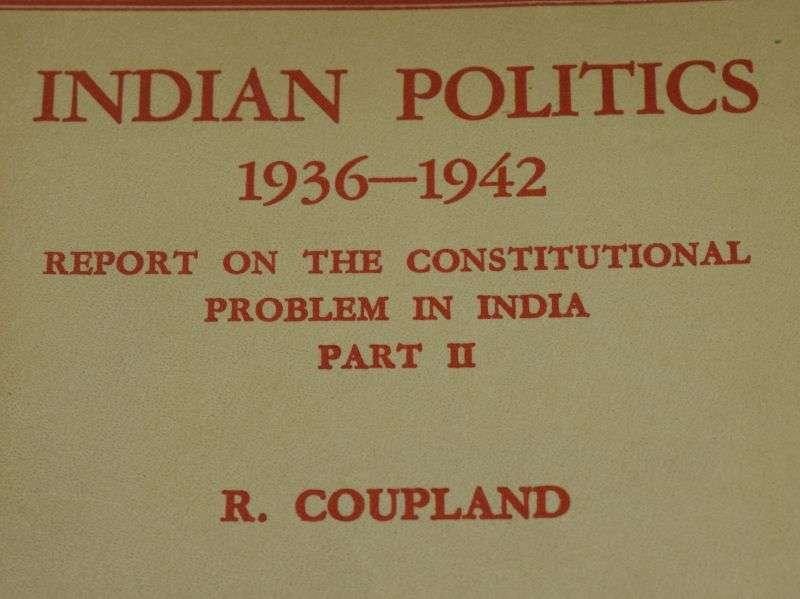 INDIAN POLITICS
1936—1942
REPORT ON THE CONSTITUTIONAL
PROBLEM IN INDIA
PART II
R. COUPLAND